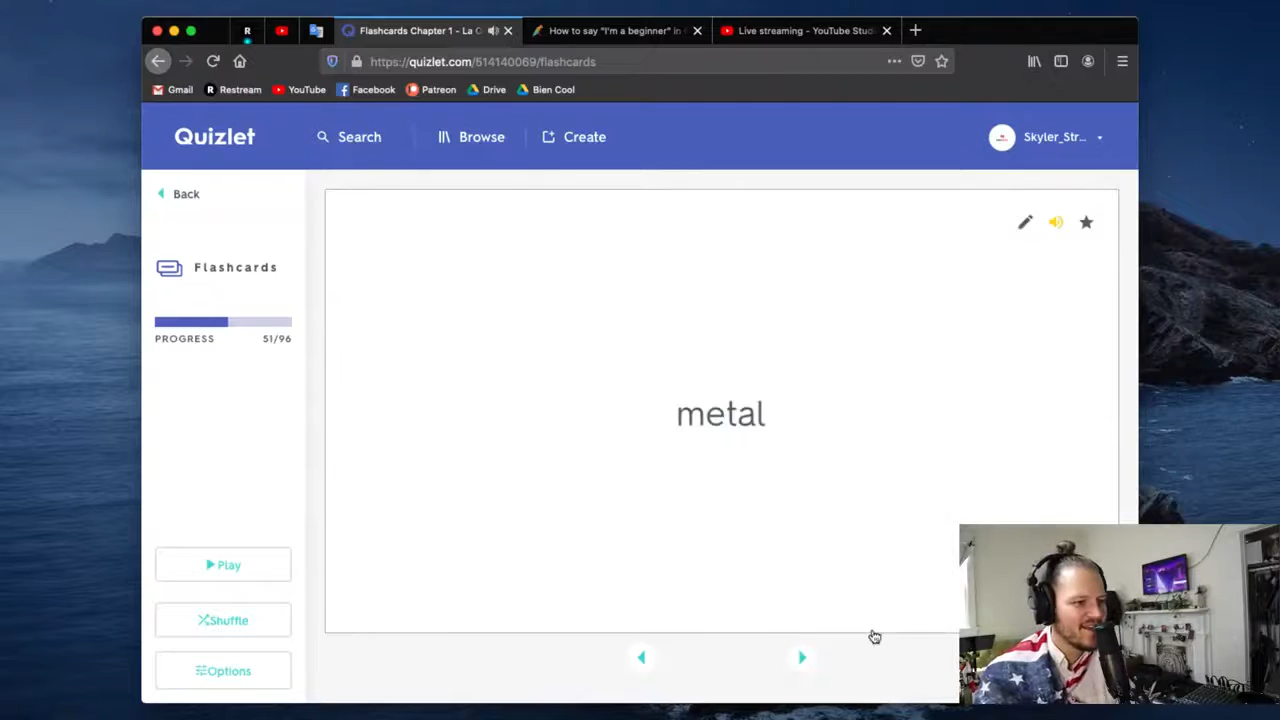 R
Flashcards Chapter 1 - La C
How to say "I'm a beginner" in
Live streaming - YouTube Stud
https://quizlet.com/514140069/flashcards
Gmail
R Restream
YouTube
Facebook
Patreon
Drive
Bien Cool
Quizlet
Search
Browse
Create
Skyler_Str...
Back
Flashcards
PROGRESS 51/96
metal
Play
Shuffle
Options